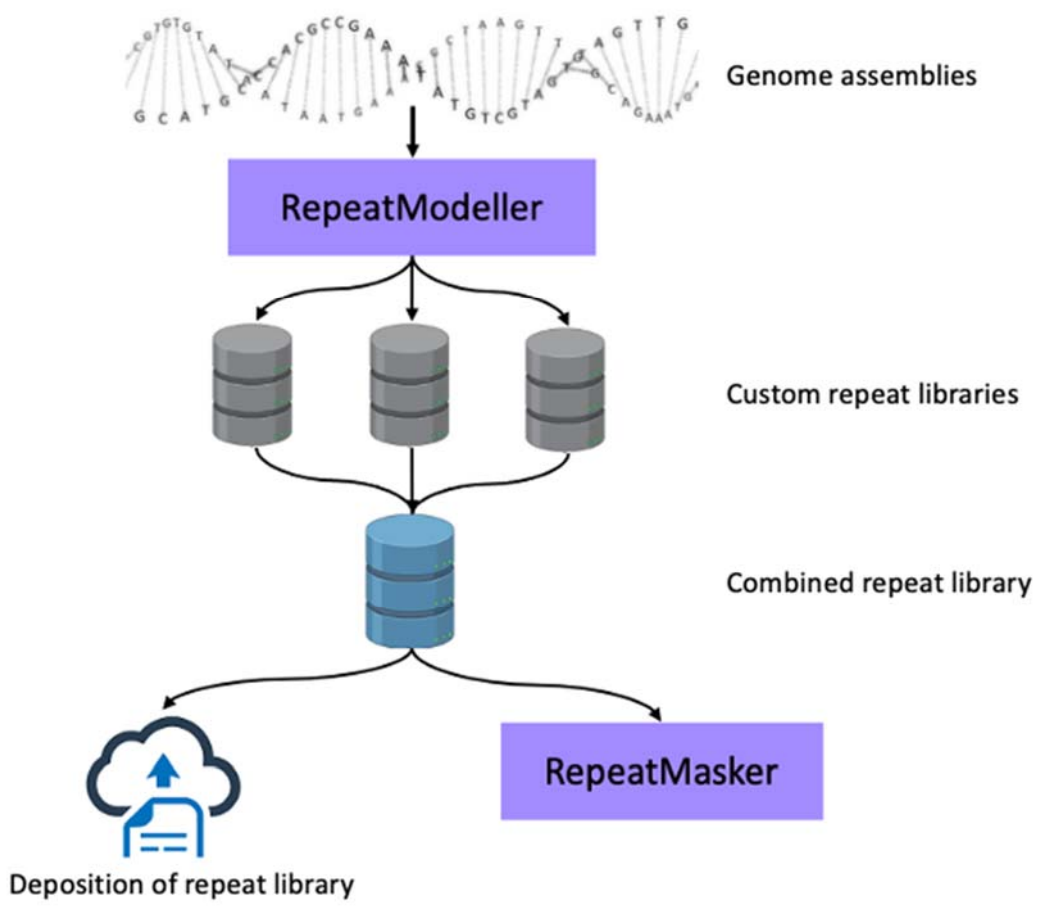 Genome assemblies
RepeatModeller
Custom repeat libraries
Combined repeat library
RepeatMasker
Deposition of repeat library